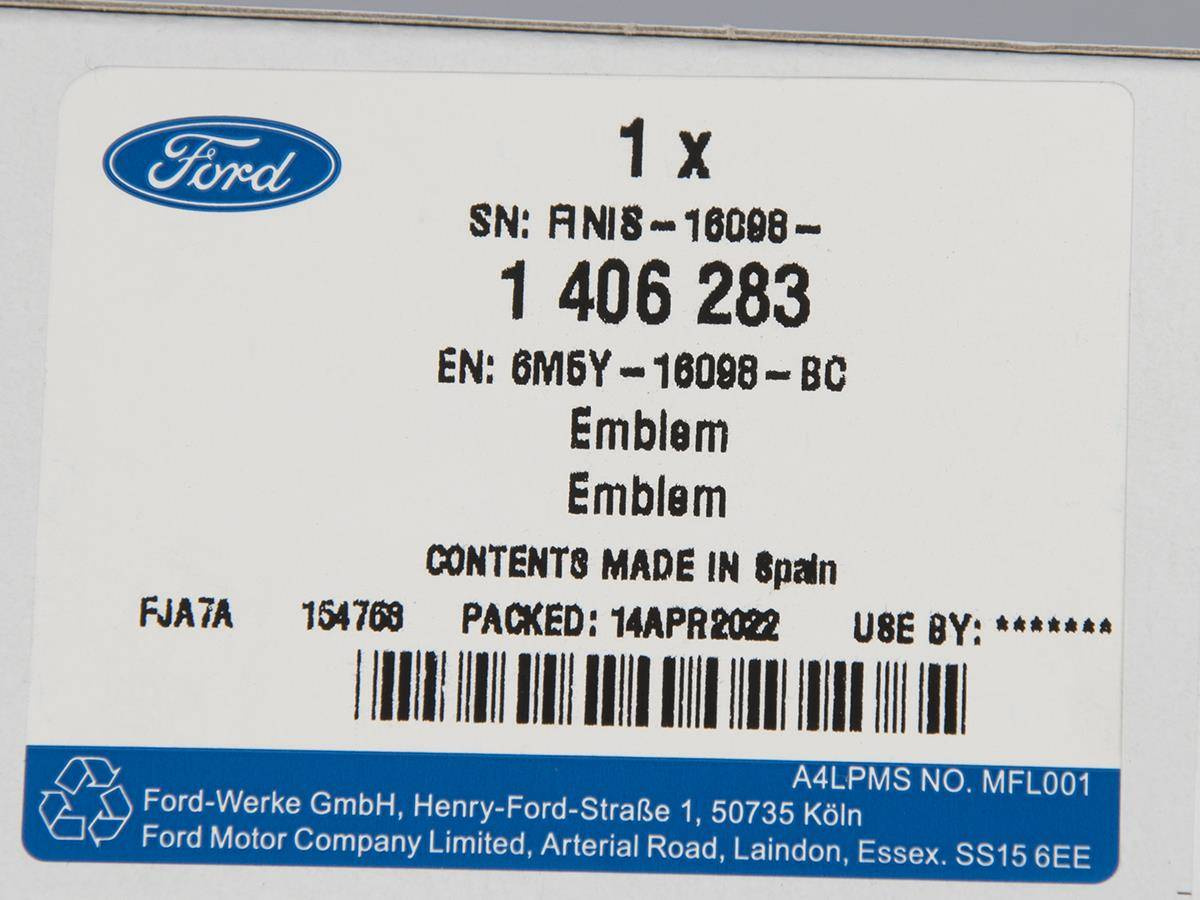 Ford
1 x
SN: FINIS-16098-
1 406 283
EN: 6M5Y-16098-BC
Emblem
Emblem
CONTENTS MADE IN Spain
FJA7A 154768 PACKED: 14APR2022 USE BY: *******
A4LPMS NO. MFL001
Ford-Werke GmbH, Henry-Ford-Straße 1, 50735 Köln
Ford Motor Company Limited, Arterial Road, Laindon, Essex. SS15 6EE